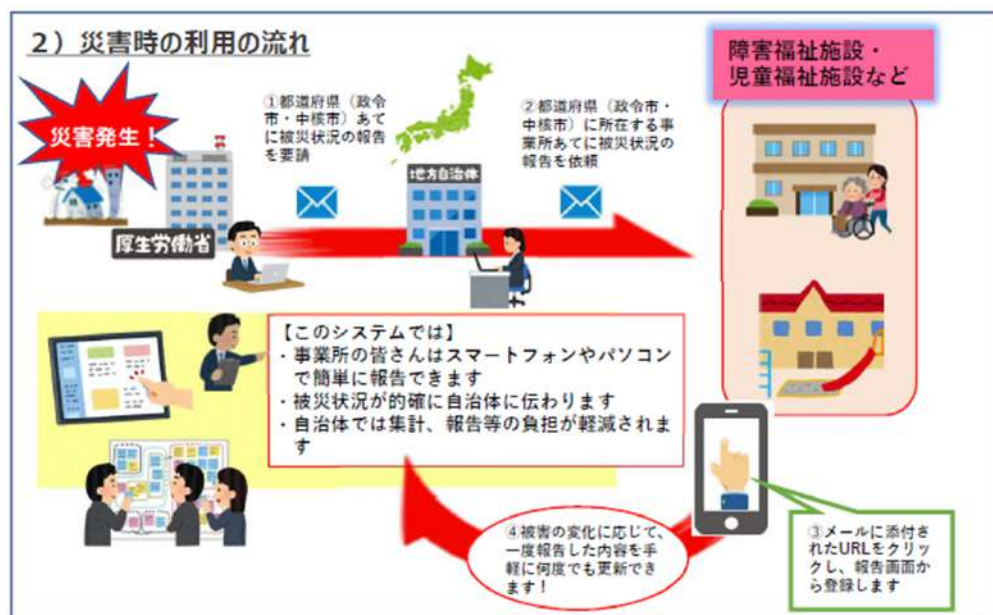 ２）災害時の利用の流れ
災害発生！
厚生労働省
①都道府県（政令
市・中核市）あて
に被災状況の報告
を要請
地方自治体
②都道府県（政令市・
中核市）に所在する事
業所あてに被災状況の
報告を依頼
障害福祉施設・
児童福祉施設など
【このシステムでは】
・事業所の皆さんはスマートフォンやパソコン
で簡単に報告できます
・被災状況が的確に自治体に伝わります
・自治体では集計、報告等の負担が軽減されま
す
③メールに添付さ
れたURLをクリッ
クし、報告画面か
ら登録します
④被害の変化に応じて、
一度報告した内容を手
軽に何度でも更新でき
ます！